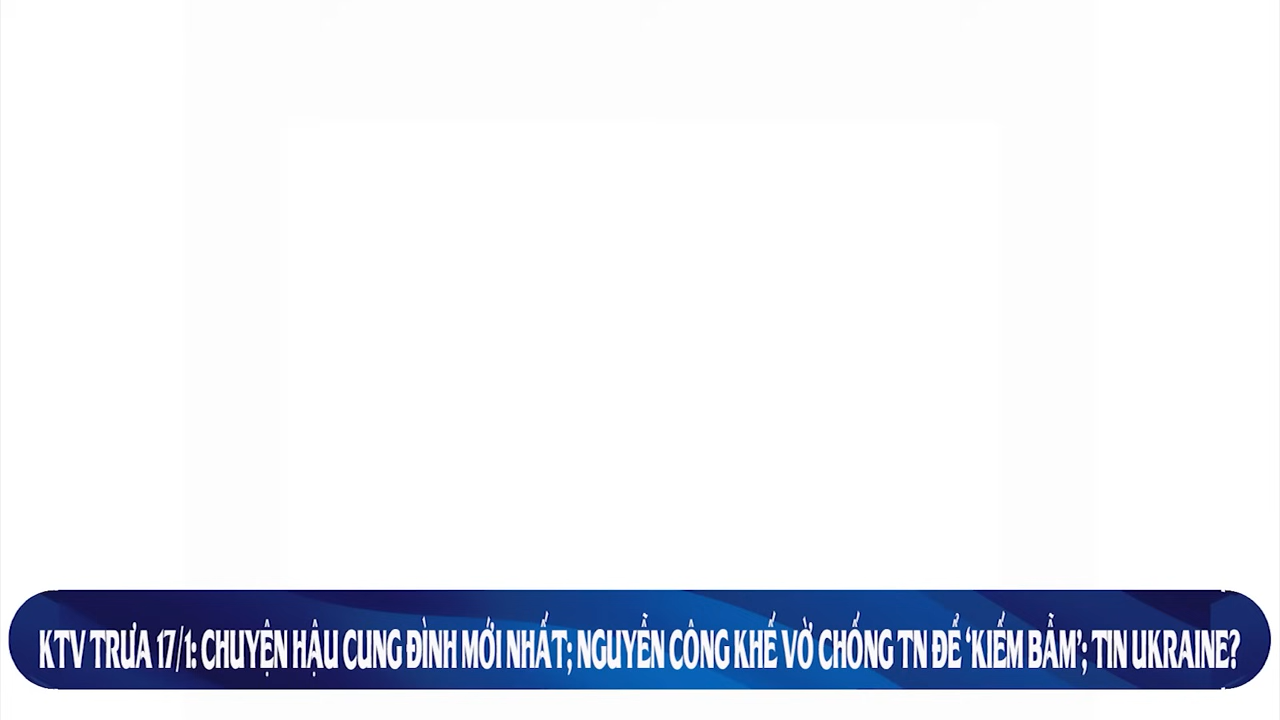 KTV TRƯA 17/1: CHUYỆN HẬU CUNG ĐÌNH MỚI NHẤT; NGUYỄN CÔNG KHẾ VỜ CHỐNG TN ĐỂ ‘KIẾM BẪM’; TIN UKRAINE?